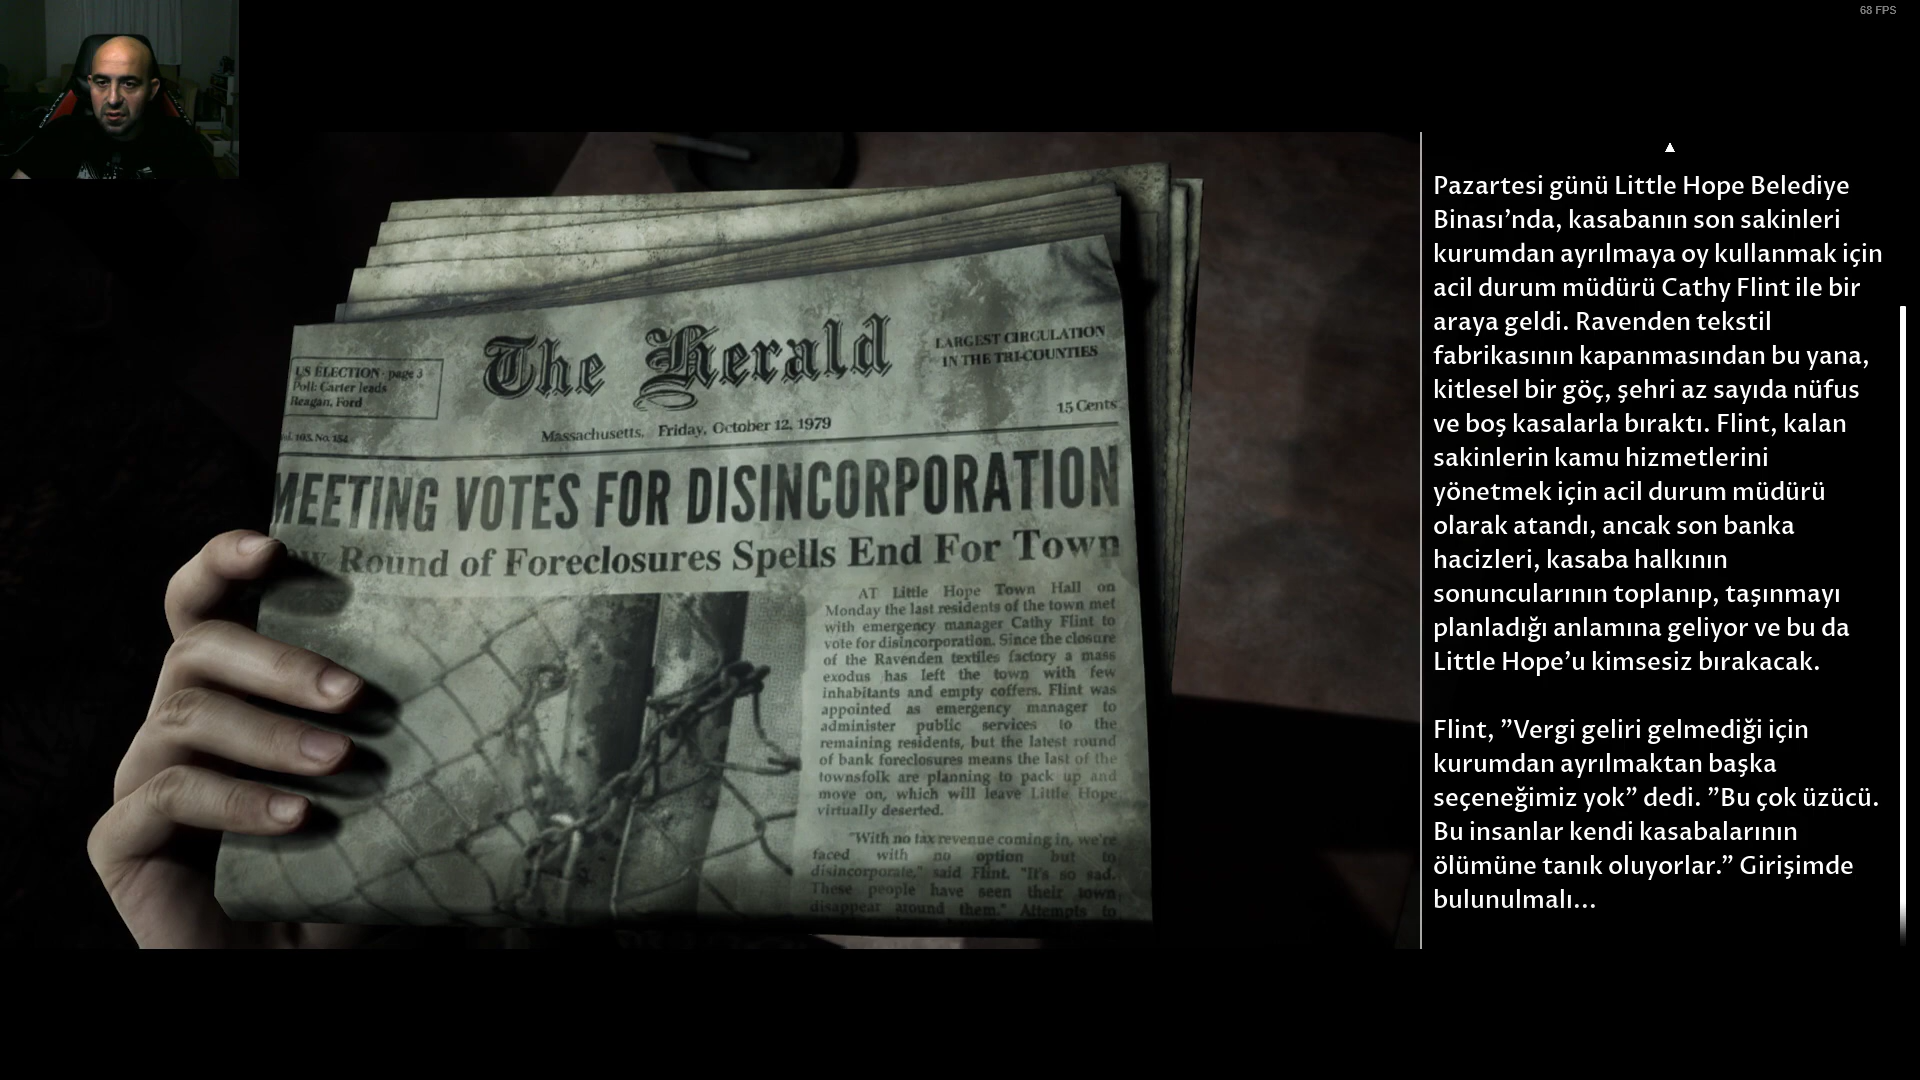 68 FPS
US ELECTION - page 3
Poll: Carter leads
Reagan, Ford
The Herald
LARGEST CIRCULATION
IN THE TRI-COUNTIES
15 Cents
Vol. 103, No. 154
Massachusetts, Friday, October 12, 1979
MEETING VOTES FOR DISINCORPORATION
Round of Foreclosures Spells End For Town
AT Little Hope Town Hall on
Monday the last residents of the town met
with emergency manager Cathy Flint to
vote for disincorporation. Since the closure
of the Ravenden textiles factory a mass
exodus has left the town with few
inhabitants and empty coffers. Flint was
appointed as emergency manager to
administer public services to the
remaining residents, but the latest round
of bank foreclosures means the last of the
townsfolk are planning to pack up and
move on, which will leave Little Hope
virtually deserted.
"With no tax revenue coming in, we're
faced with no option but to
disincorporate," said Flint. "It's so sad.
These people have seen their town
disappear around them." Attempts to
Pazartesi günü Little Hope Belediye
Binası’nda, kasabanın son sakinleri
kurumdan ayrılmaya oy kullanmak için
acil durum müdürü Cathy Flint ile bir
araya geldi. Ravenden tekstil
fabrikasının kapanmasından bu yana,
kitlesel bir göç, şehri az sayıda nüfus
ve boş kasalarla bıraktı. Flint, kalan
sakinlerin kamu hizmetlerini
yönetmek için acil durum müdürü
olarak atandı, ancak son banka
hacizleri, kasaba halkının
sonuncularının toplanıp, taşınmayı
planladığı anlamına geliyor ve bu da
Little Hope’u kimsesiz bırakacak.
Flint, ”Vergi geliri gelmediği için
kurumdan ayrılmaktan başka
seçeneğimiz yok” dedi. ”Bu çok üzücü.
Bu insanlar kendi kasabalarının
ölümüne tanık oluyorlar.” Girişimde
bulunulmalı...